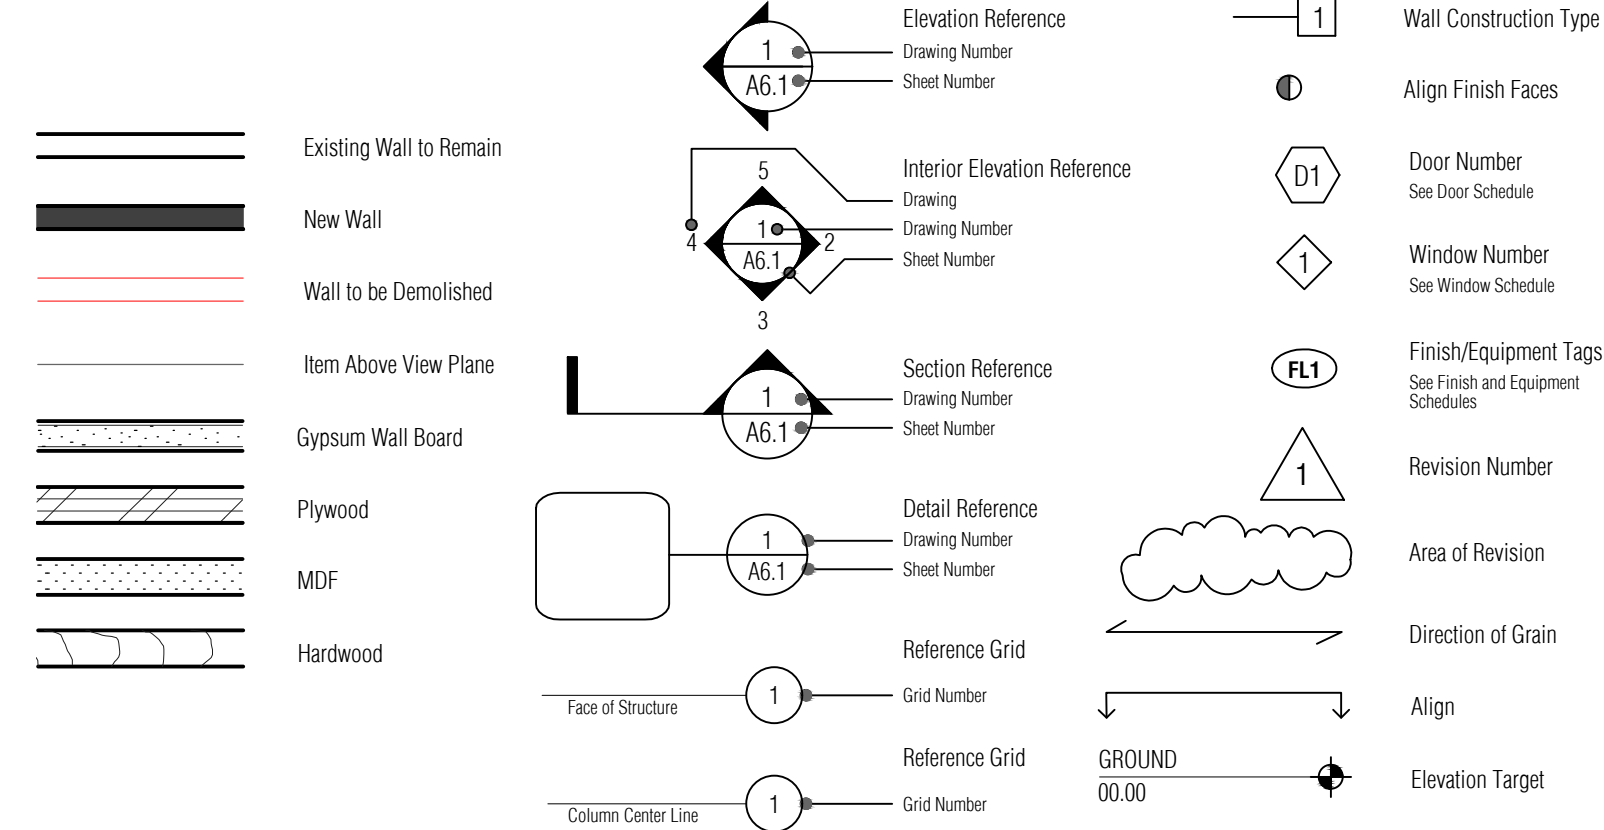 Existing Wall to Remain
New Wall
Wall to be Demolished
Item Above View Plane
Gypsum Wall Board
Plywood
MDF
Hardwood
1
A6.1
Elevation Reference
Drawing Number
Sheet Number
5
4
1
A6.1
2
3
Interior Elevation Reference
Drawing
Drawing Number
Sheet Number
1
A6.1
Section Reference
Drawing Number
Sheet Number
1
A6.1
Detail Reference
Drawing Number
Sheet Number
Face of Structure
1
Reference Grid
Grid Number
Column Center Line
1
Reference Grid
Grid Number
1
Wall Construction Type
Align Finish Faces
D1
Door Number
See Door Schedule
1
Window Number
See Window Schedule
FL1
Finish/Equipment Tags
See Finish and Equipment
Schedules
1
Revision Number
Area of Revision
Direction of Grain
Align
GROUND
00.00
Elevation Target